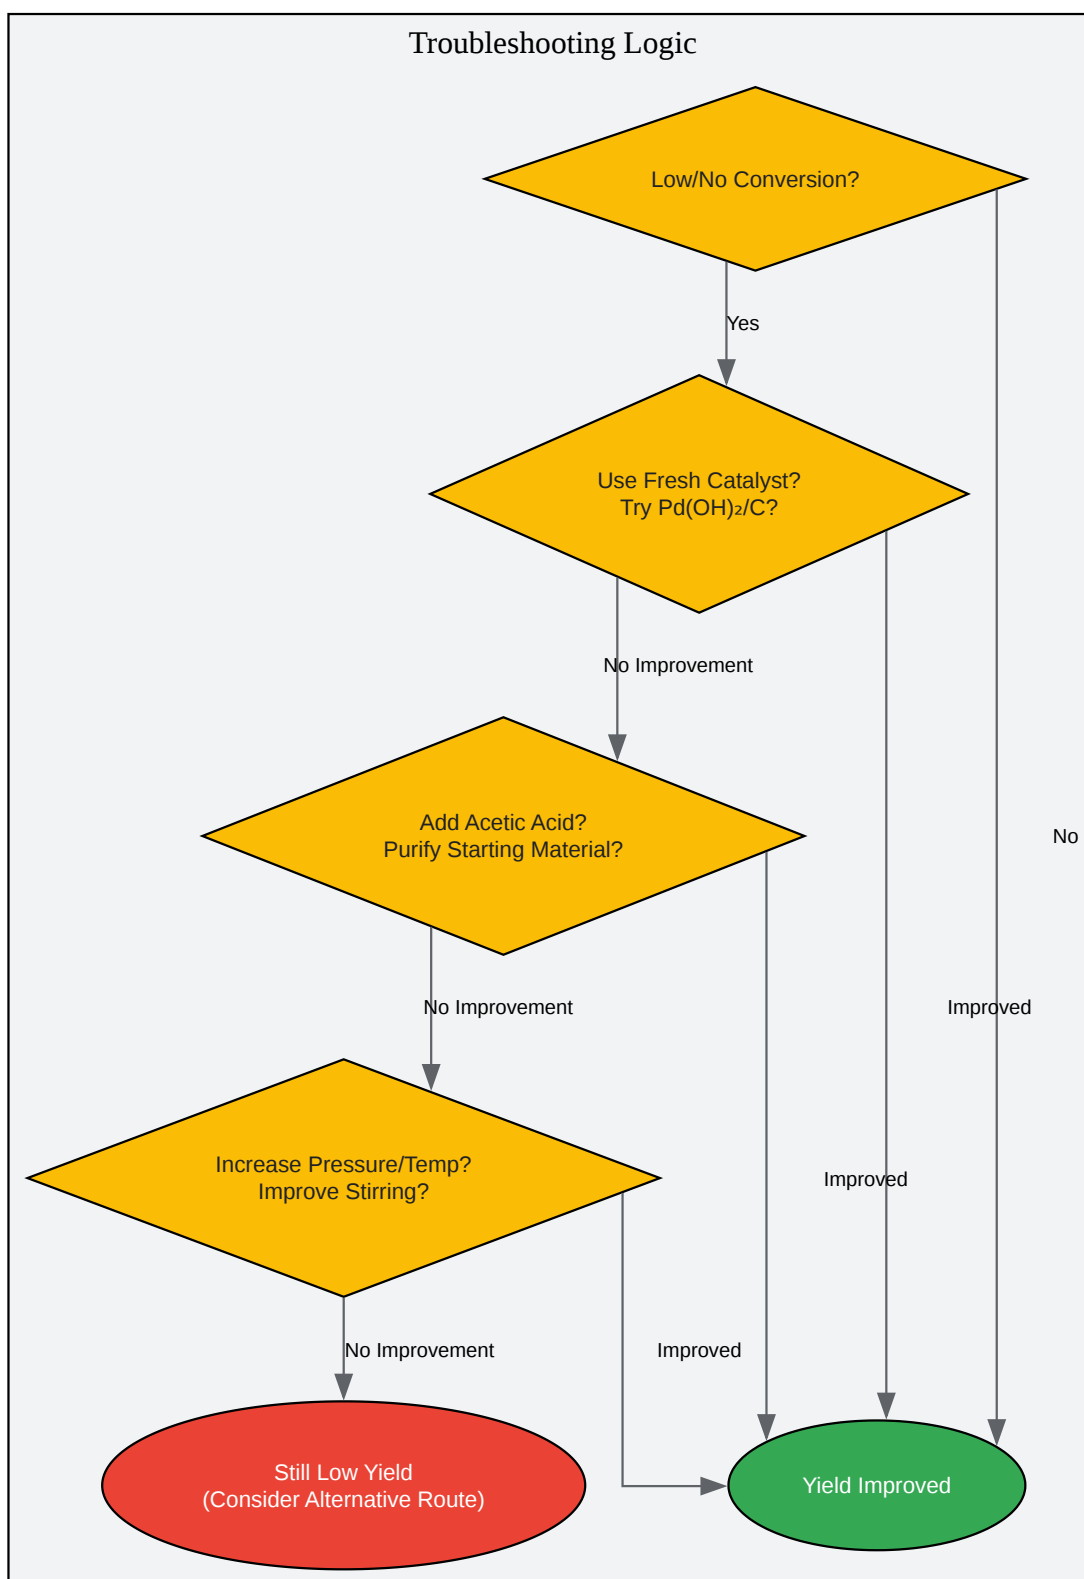 Troubleshooting Logic
Low/No Conversion?
Yes
Use Fresh Catalyst?
Try Pd(OH)₂/C?
No Improvement
Add Acetic Acid?
Purify Starting Material?
No
No Improvement
Improved
Increase Pressure/Temp?
Improve Stirring?
Improved
No Improvement
Improved
Still Low Yield
(Consider Alternative Route)
Yield Improved